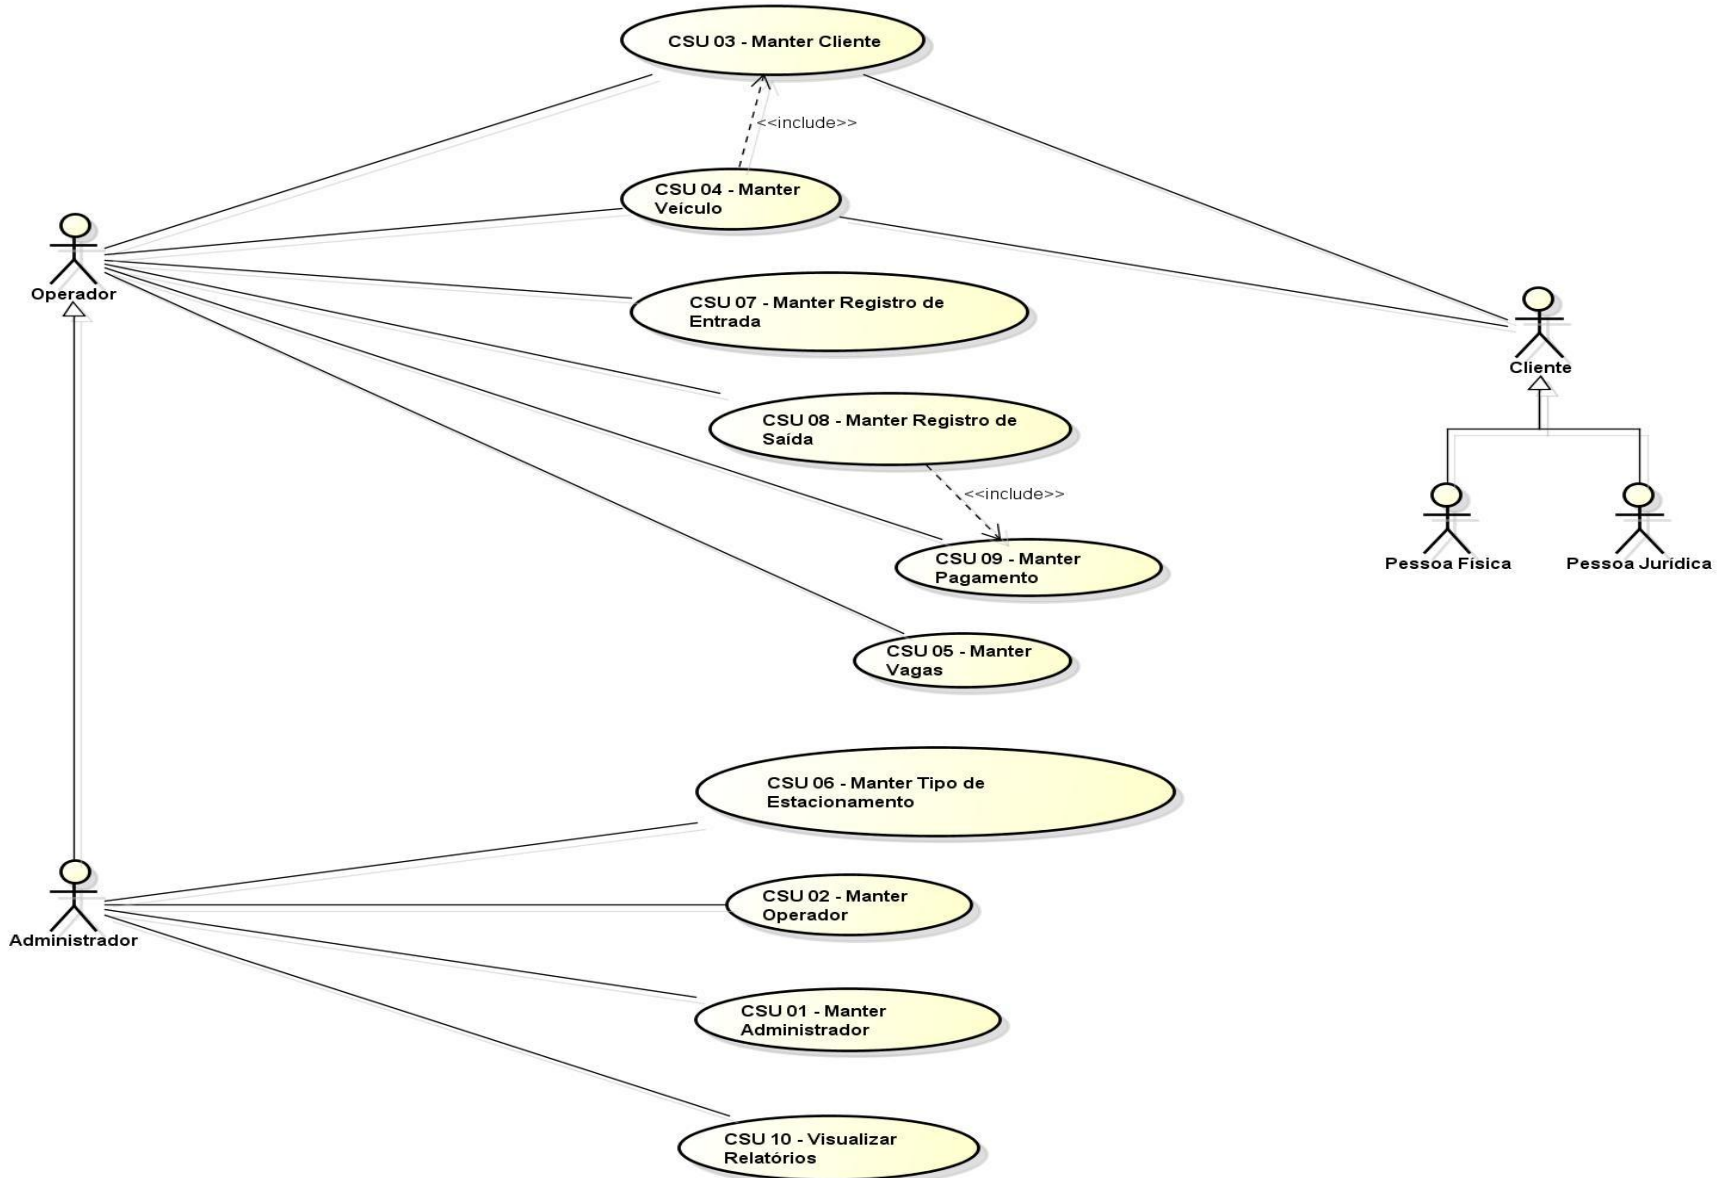 CSU 03 - Manter Cliente
<<include>>
CSU 04 - Manter
Veículo
Operador
CSU 07 - Manter Registro de
Entrada
Cliente
CSU 08 - Manter Registro de
Saída
<<include>>
CSU 09 - Manter
Pagamento
Pessoa Física
Pessoa Jurídica
CSU 05 - Manter
Vagas
CSU 06 - Manter Tipo de
Estacionamento
CSU 02 - Manter
Operador
Administrador
CSU 01 - Manter
Administrador
CSU 10 - Visualizar
Relatórios